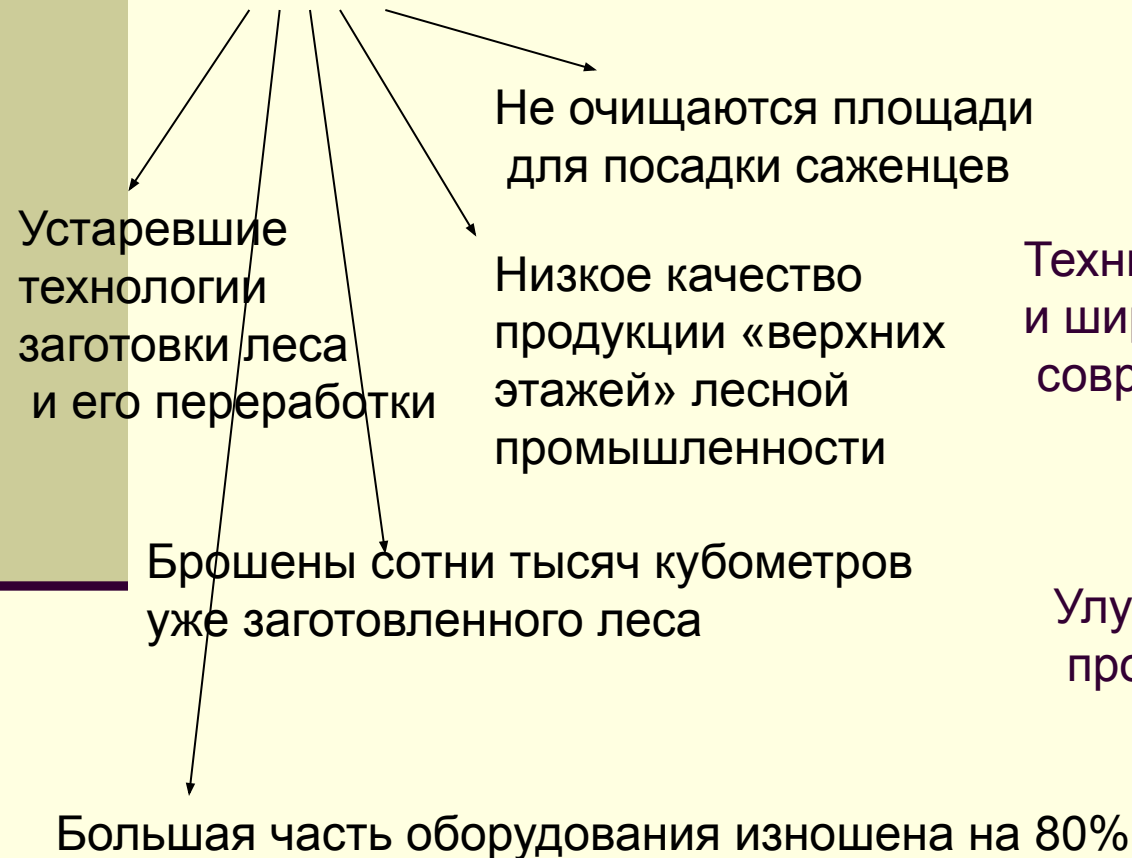 Не очищаются площади
для посадки саженцев
Устаревшие
технологии
заготовки леса
и его переработки
Низкое качество
продукции «верхних
этажей» лесной
промышленности
и
Брошены сотни тысяч кубометров
уже заготовленного леса
Большая часть оборудования изношена на 80%